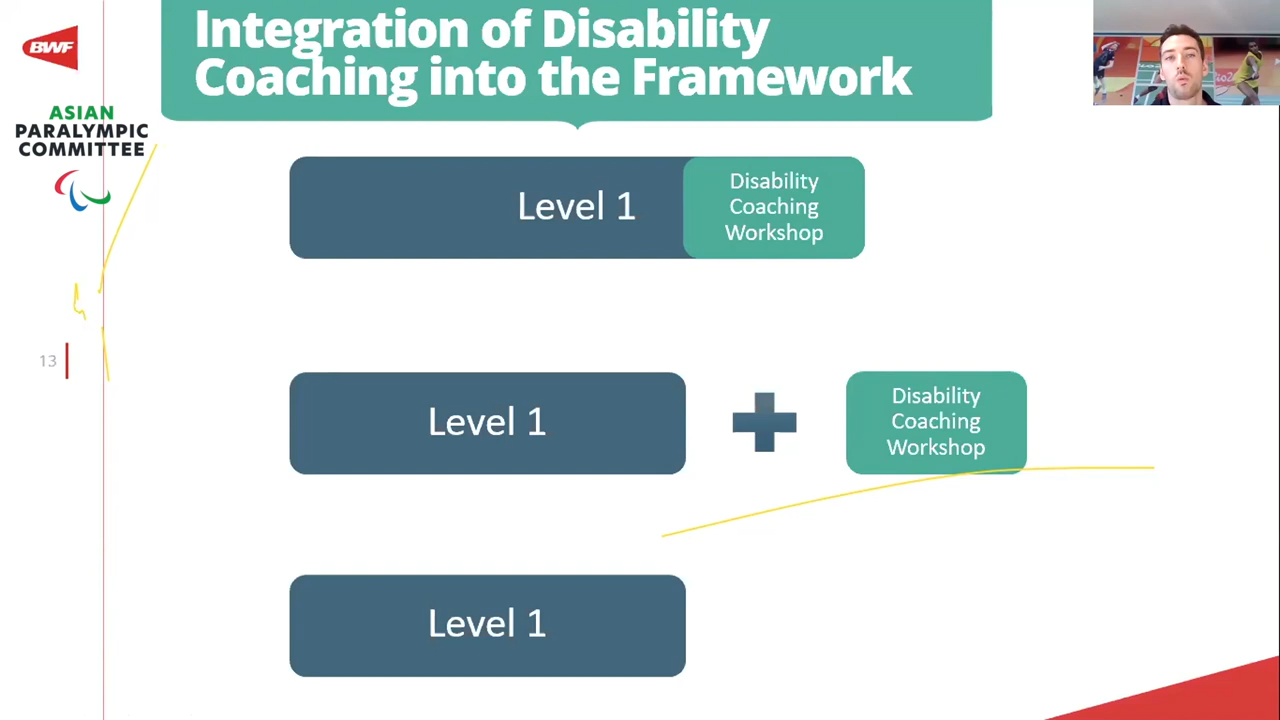 BWF
ASIAN
PARALYMPIC
COMMITTEE
Integration of Disability
Coaching into the Framework
Level 1
Disability
Coaching
Workshop
13
Level 1
Disability
Coaching
Workshop
Level 1